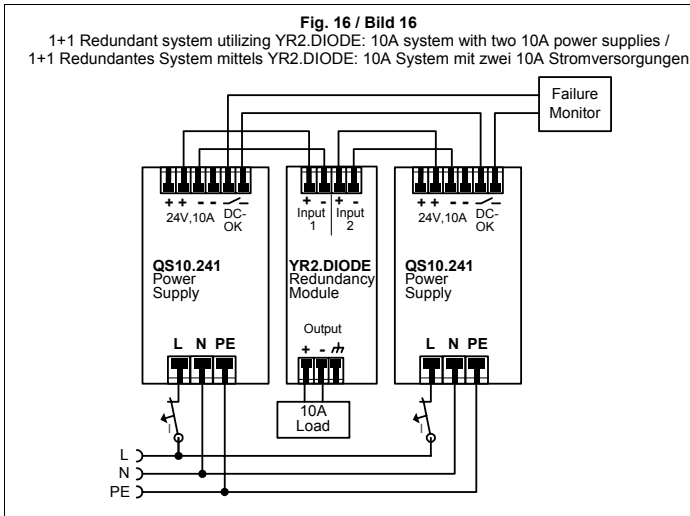 Fig. 16 / Bild 16
1+1 Redundant system utilizing YR2.DIODE: 10A system with two 10A power supplies /
1+1 Redundantes System mittels YR2.DIODE: 10A System mit zwei 10A Stromversorgungen
Failure
Monitor
+ + - -
24V,10A
DC-
OK
QS10.241
Power
Supply
L N PE
+ - + -
Input
1
Input
2
YR2.DIODE
Redundancy
Module
Output
+ -
10A
Load
+ + - -
24V,10A
DC-
OK
QS10.241
Power
Supply
L N PE
I
I
L
N
PE